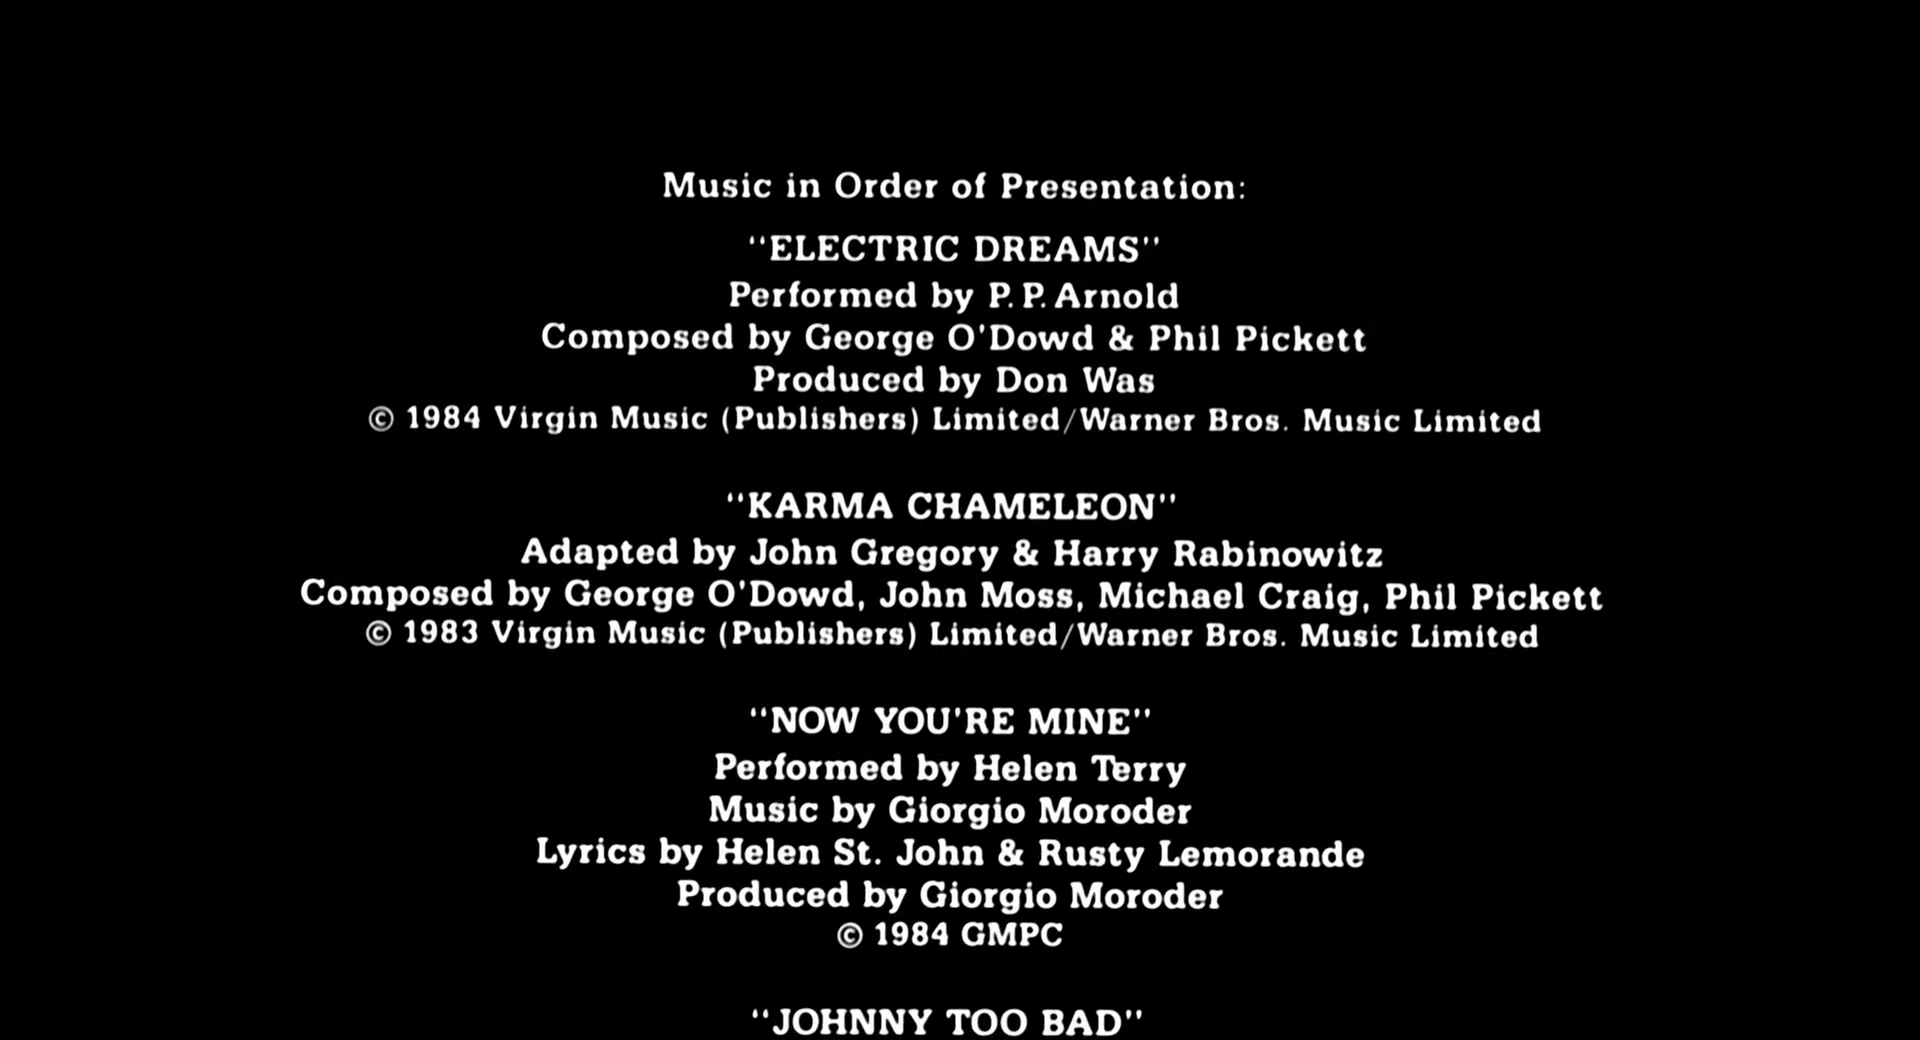 Music in Order of Presentation:
"ELECTRIC DREAMS"
Performed by P. P. Arnold
Composed by George O'Dowd & Phil Pickett
Produced by Don Was
© 1984 Virgin Music (Publishers) Limited/Warner Bros. Music Limited
"KARMA CHAMELEON"
Adapted by John Gregory & Harry Rabinowitz
Composed by George O'Dowd, John Moss, Michael Craig, Phil Pickett
© 1983 Virgin Music (Publishers) Limited/Warner Bros. Music Limited
"NOW YOU'RE MINE"
Performed by Helen Terry
Music by Giorgio Moroder
Lyrics by Helen St. John & Rusty Lemorande
Produced by Giorgio Moroder
© 1984 GMPC
"JOHNNY TOO BAD"